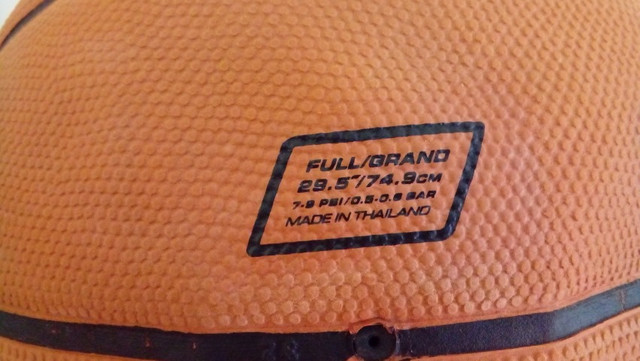 FULL/GRAND
29.5"/74.9CM
7-9 PSI/0.5-0.6 BAR
MADE IN THAILAND